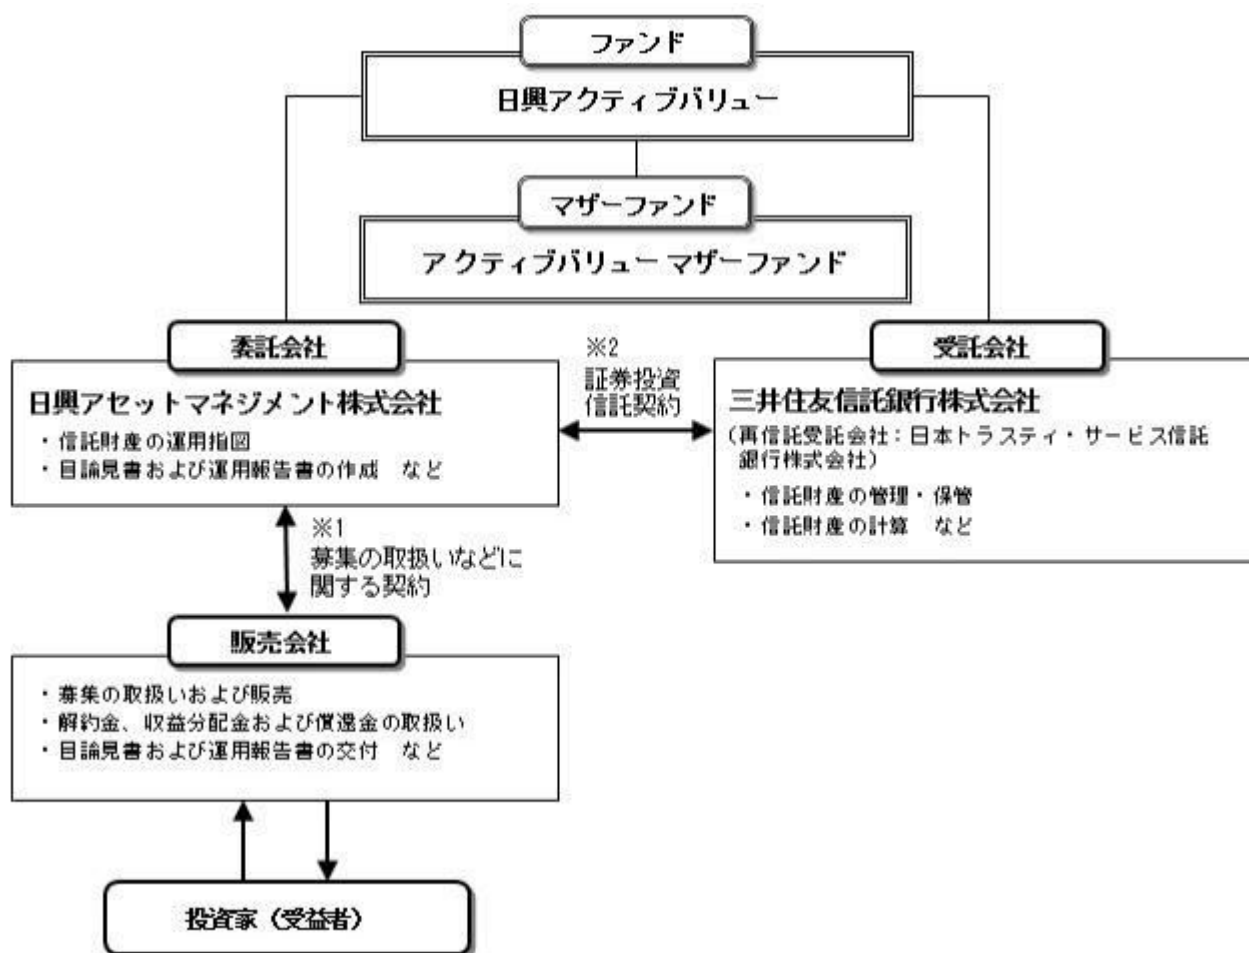 ファンド
日興アクティブバリュー
マザーファンド
アクティブバリュー マザーファンド
委託会社
日興アセットマネジメント株式会社
・信託財産の運用指図
・目論見書および運用報告書の作成 など
※2
証券投資
信託契約
受託会社
三井住友信託銀行株式会社
(再信託受託会社:日本トラスティ・サービス信託
銀行株式会社)
・信託財産の管理・保管
・信託財産の計算 など
※1
募集の取扱いなどに
関する契約
販売会社
・募集の取扱いおよび販売
・解約金、収益分配金および償還金の取扱い
・目論見書および運用報告書の交付 など
投資家(受益者)